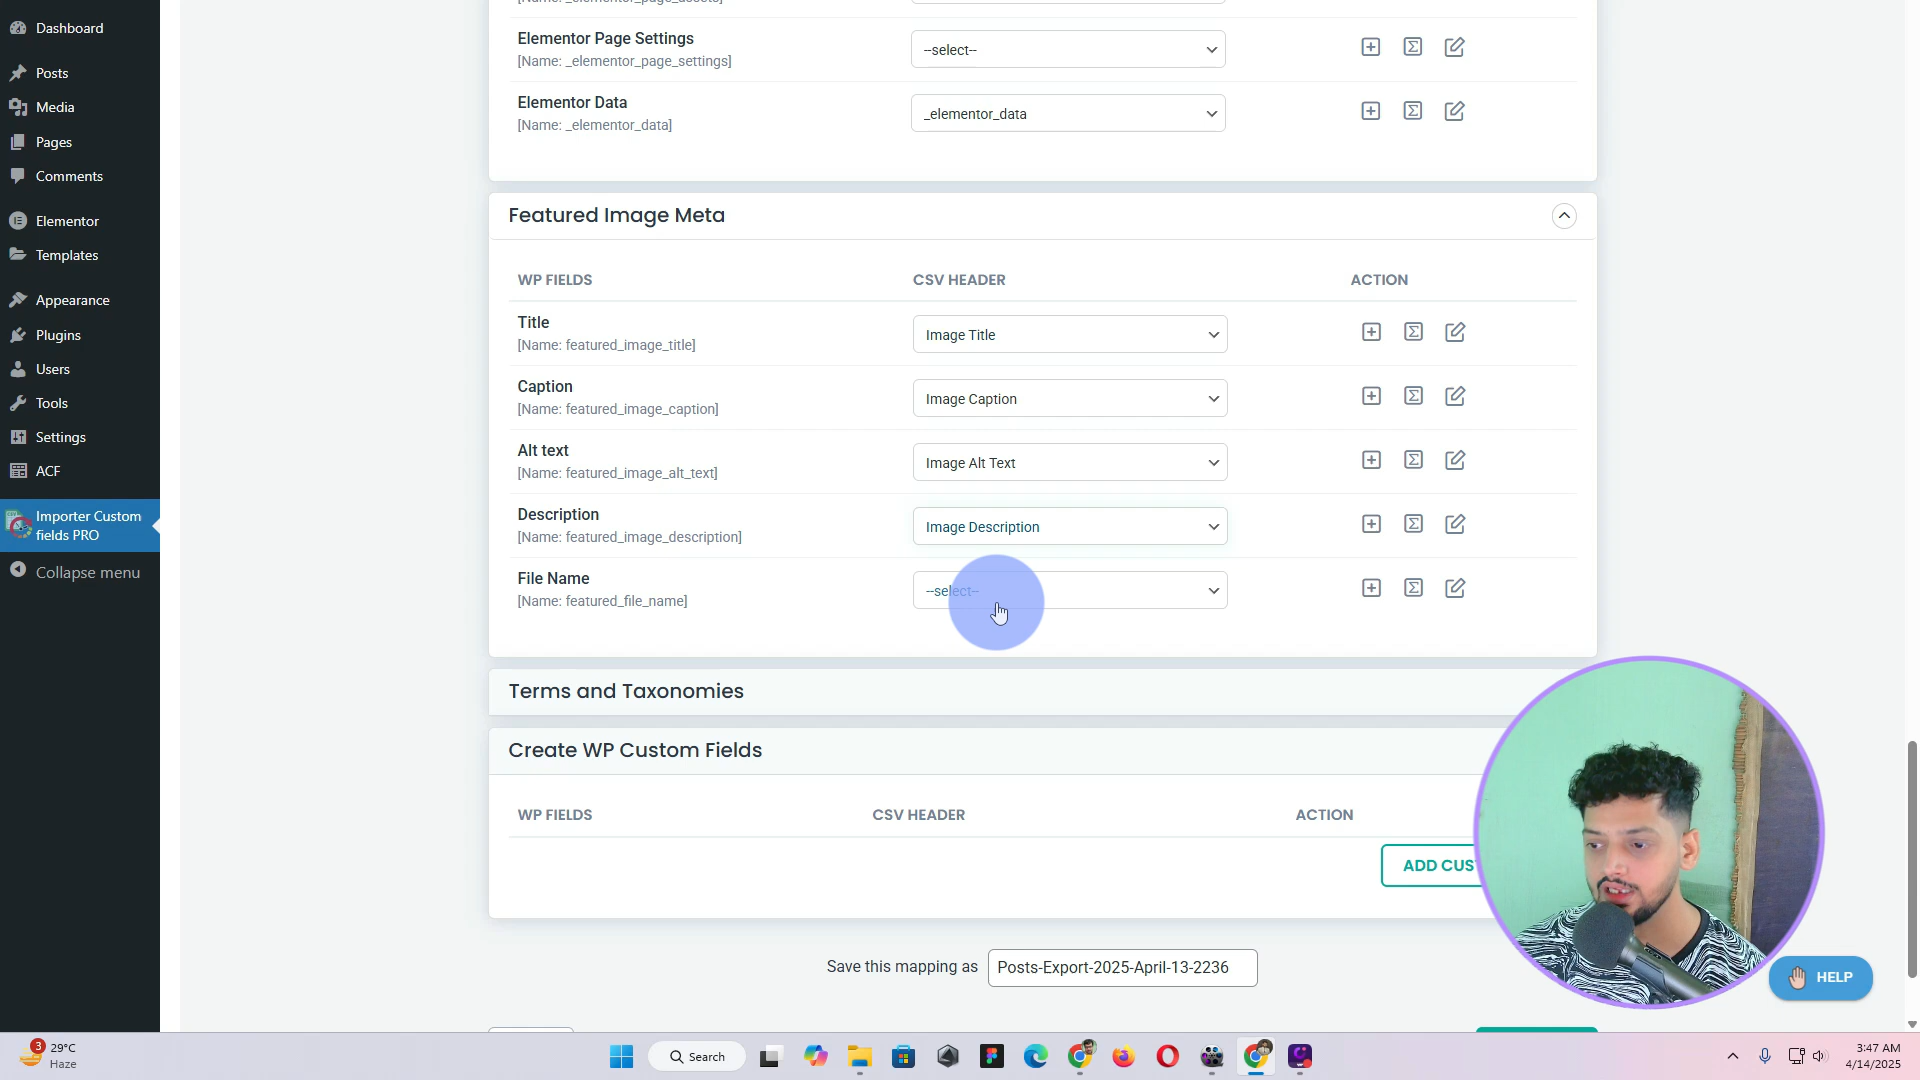 Dashboard
Posts
Media
Pages
Comments
Elementor
Templates
Appearance
Plugins
Users
Tools
Settings
ACF
Importer Custom
fields PRO
Collapse menu
[Name: _elementor_page_assets]
Elementor Page Settings
--select--
[Name: _elementor_page_settings]
Elementor Data
_elementor_data
[Name: _elementor_data]
Featured Image Meta
WP FIELDS CSV HEADER ACTION
Title
Image Title
[Name: featured_image_title]
Caption
Image Caption
[Name: featured_image_caption]
Alt text
Image Alt Text
[Name: featured_image_alt_text]
Description
Image Description
[Name: featured_image_description]
File Name
--select--
[Name: featured_file_name]
Terms and Taxonomies
Create WP Custom Fields
WP FIELDS CSV HEADER ACTION
ADD CUST
Save this mapping as Posts-Export-2025-April-13-2236
HELP
3
29°C
Haze
Search
3:47 AM
4/14/2025